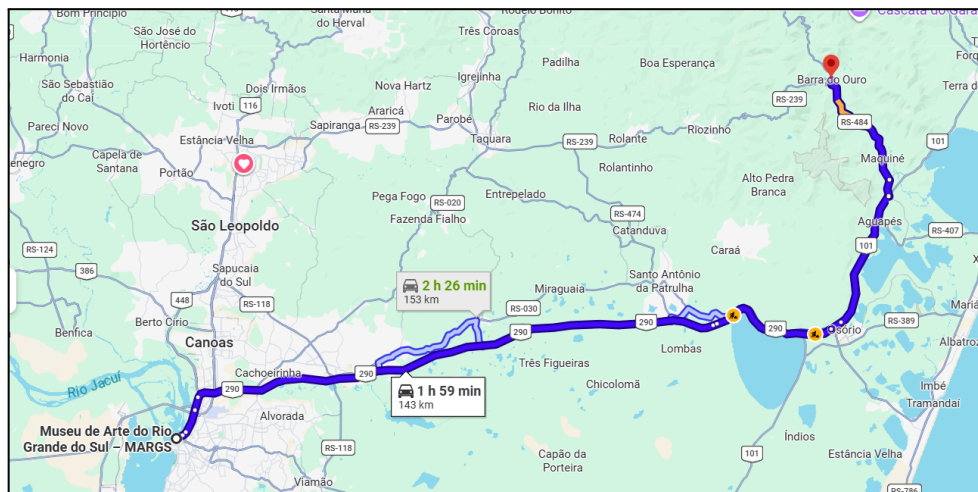 Bom Princípio
São José do
Hortêncio
Santa Maria
do Herval
Rodeio Bonito
Cascata do Gara
Três Coroas
Harmonia
Padilha
Boa Esperança
Barra do Ouro
Igrejinha
São Sebastião
do Caí
Dois Irmãos
Nova Hartz
RS-239
Terra d
Ivoti
116
Araricá
Parobé
Rio da Ilha
RS-484
Pareci Novo
Estância Velha
Sapiranga
RS-239
Taquara
Rolante
Riozinho
RS-239
101
enegro
Capela de
Santana
Portão
Rolantinho
Maquiné
Alto Pedra
Branca
Pega Fogo
Entrepelado
RS-020
Fazenda Fialho
RS-474
Catanduva
Aguapés
São Leopoldo
RS-407
RS-124
Caraá
101
386
Sapucaia
do Sul
2 h 26 min
153 km
Santo Antônio
da Patrulha
448
RS-118
Miraguaia
RS-030
Benfica
Berto Círio
290
290
290
sório
RS-389
Canoas
Lombas
Albatroz
Três Figueiras
Cachoeirinha
290
Rio Jacuí
290
1 h 59 min
143 km
Chicolomã
Imbé
Tramandaí
Alvorada
Museu de Arte do Rio
Grande do Sul – MARGS
RS-118
Índios
Capão da
Porteira
101
Estância Velha
Viamão
RS-786